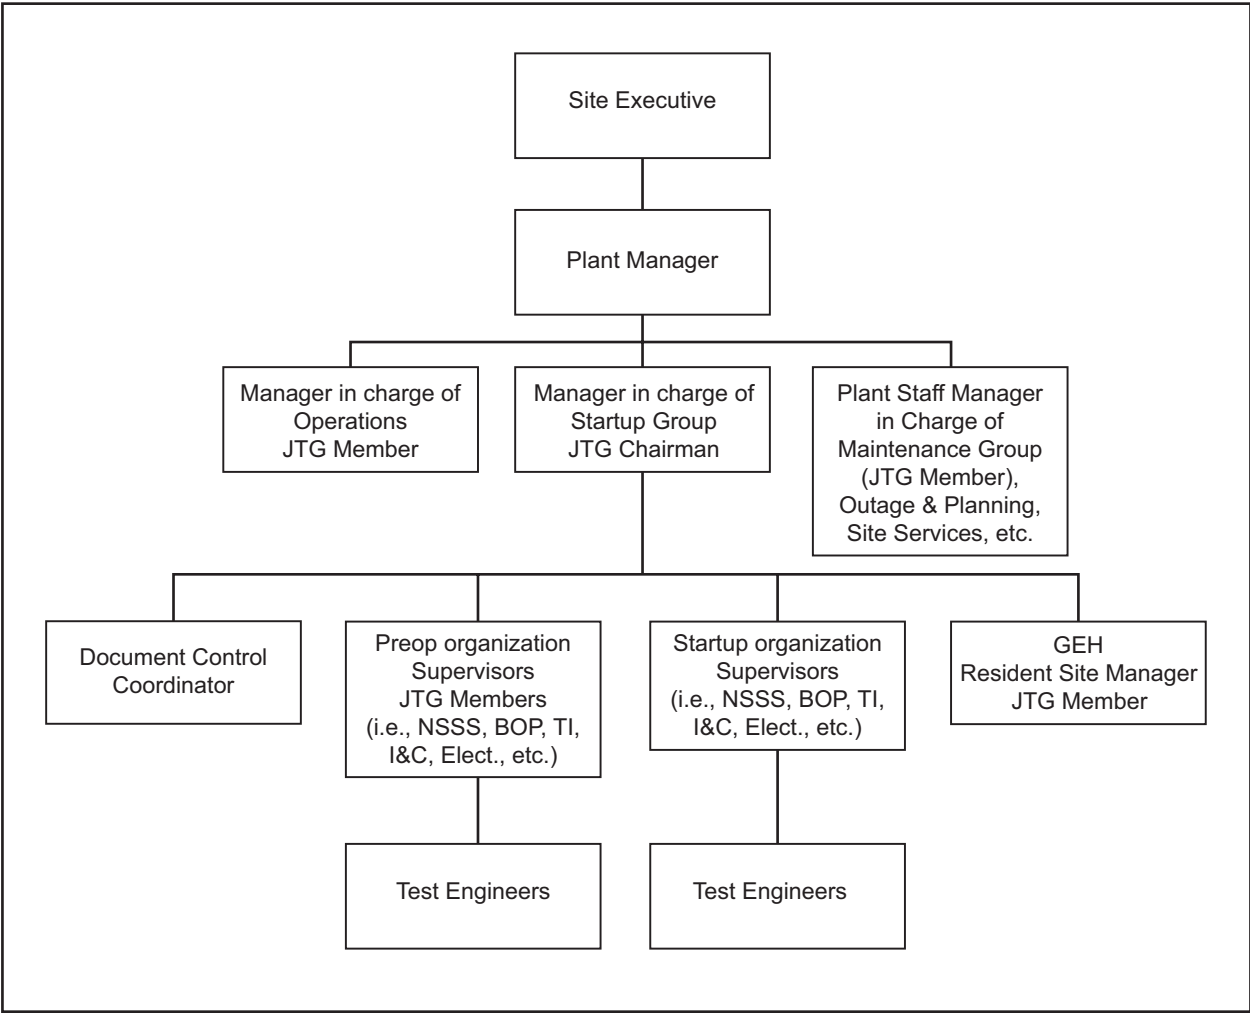 Site Executive
Plant Manager
Manager in charge of
Operations
JTG Member
Manager in charge of
Startup Group
JTG Chairman
Plant Staff Manager
in Charge of
Maintenance Group
(JTG Member),
Outage & Planning,
Site Services, etc.
Document Control
Coordinator
Preop organization
Supervisors
JTG Members
(i.e., NSSS, BOP, TI,
I&C, Elect., etc.)
Startup organization
Supervisors
(i.e., NSSS, BOP, TI,
I&C, Elect., etc.)
GEH
Resident Site Manager
JTG Member
Test Engineers
Test Engineers